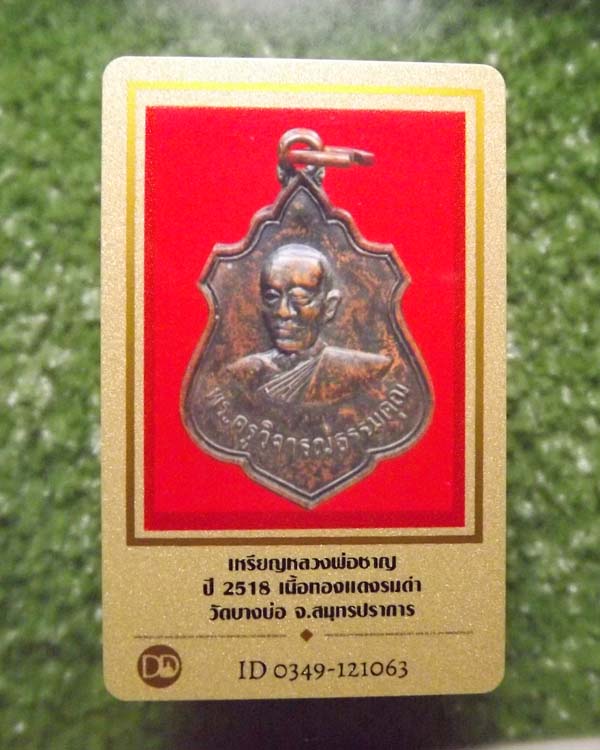 พระครูวิจารณ์ธรรมคุณ
เหรียญหลวงพ่อชาญ
ปี 2518 เนื้อทองแดงรมดำ
วัดบางบ่อ จ.สมุทรปราการ
DD
ID 0349-121063